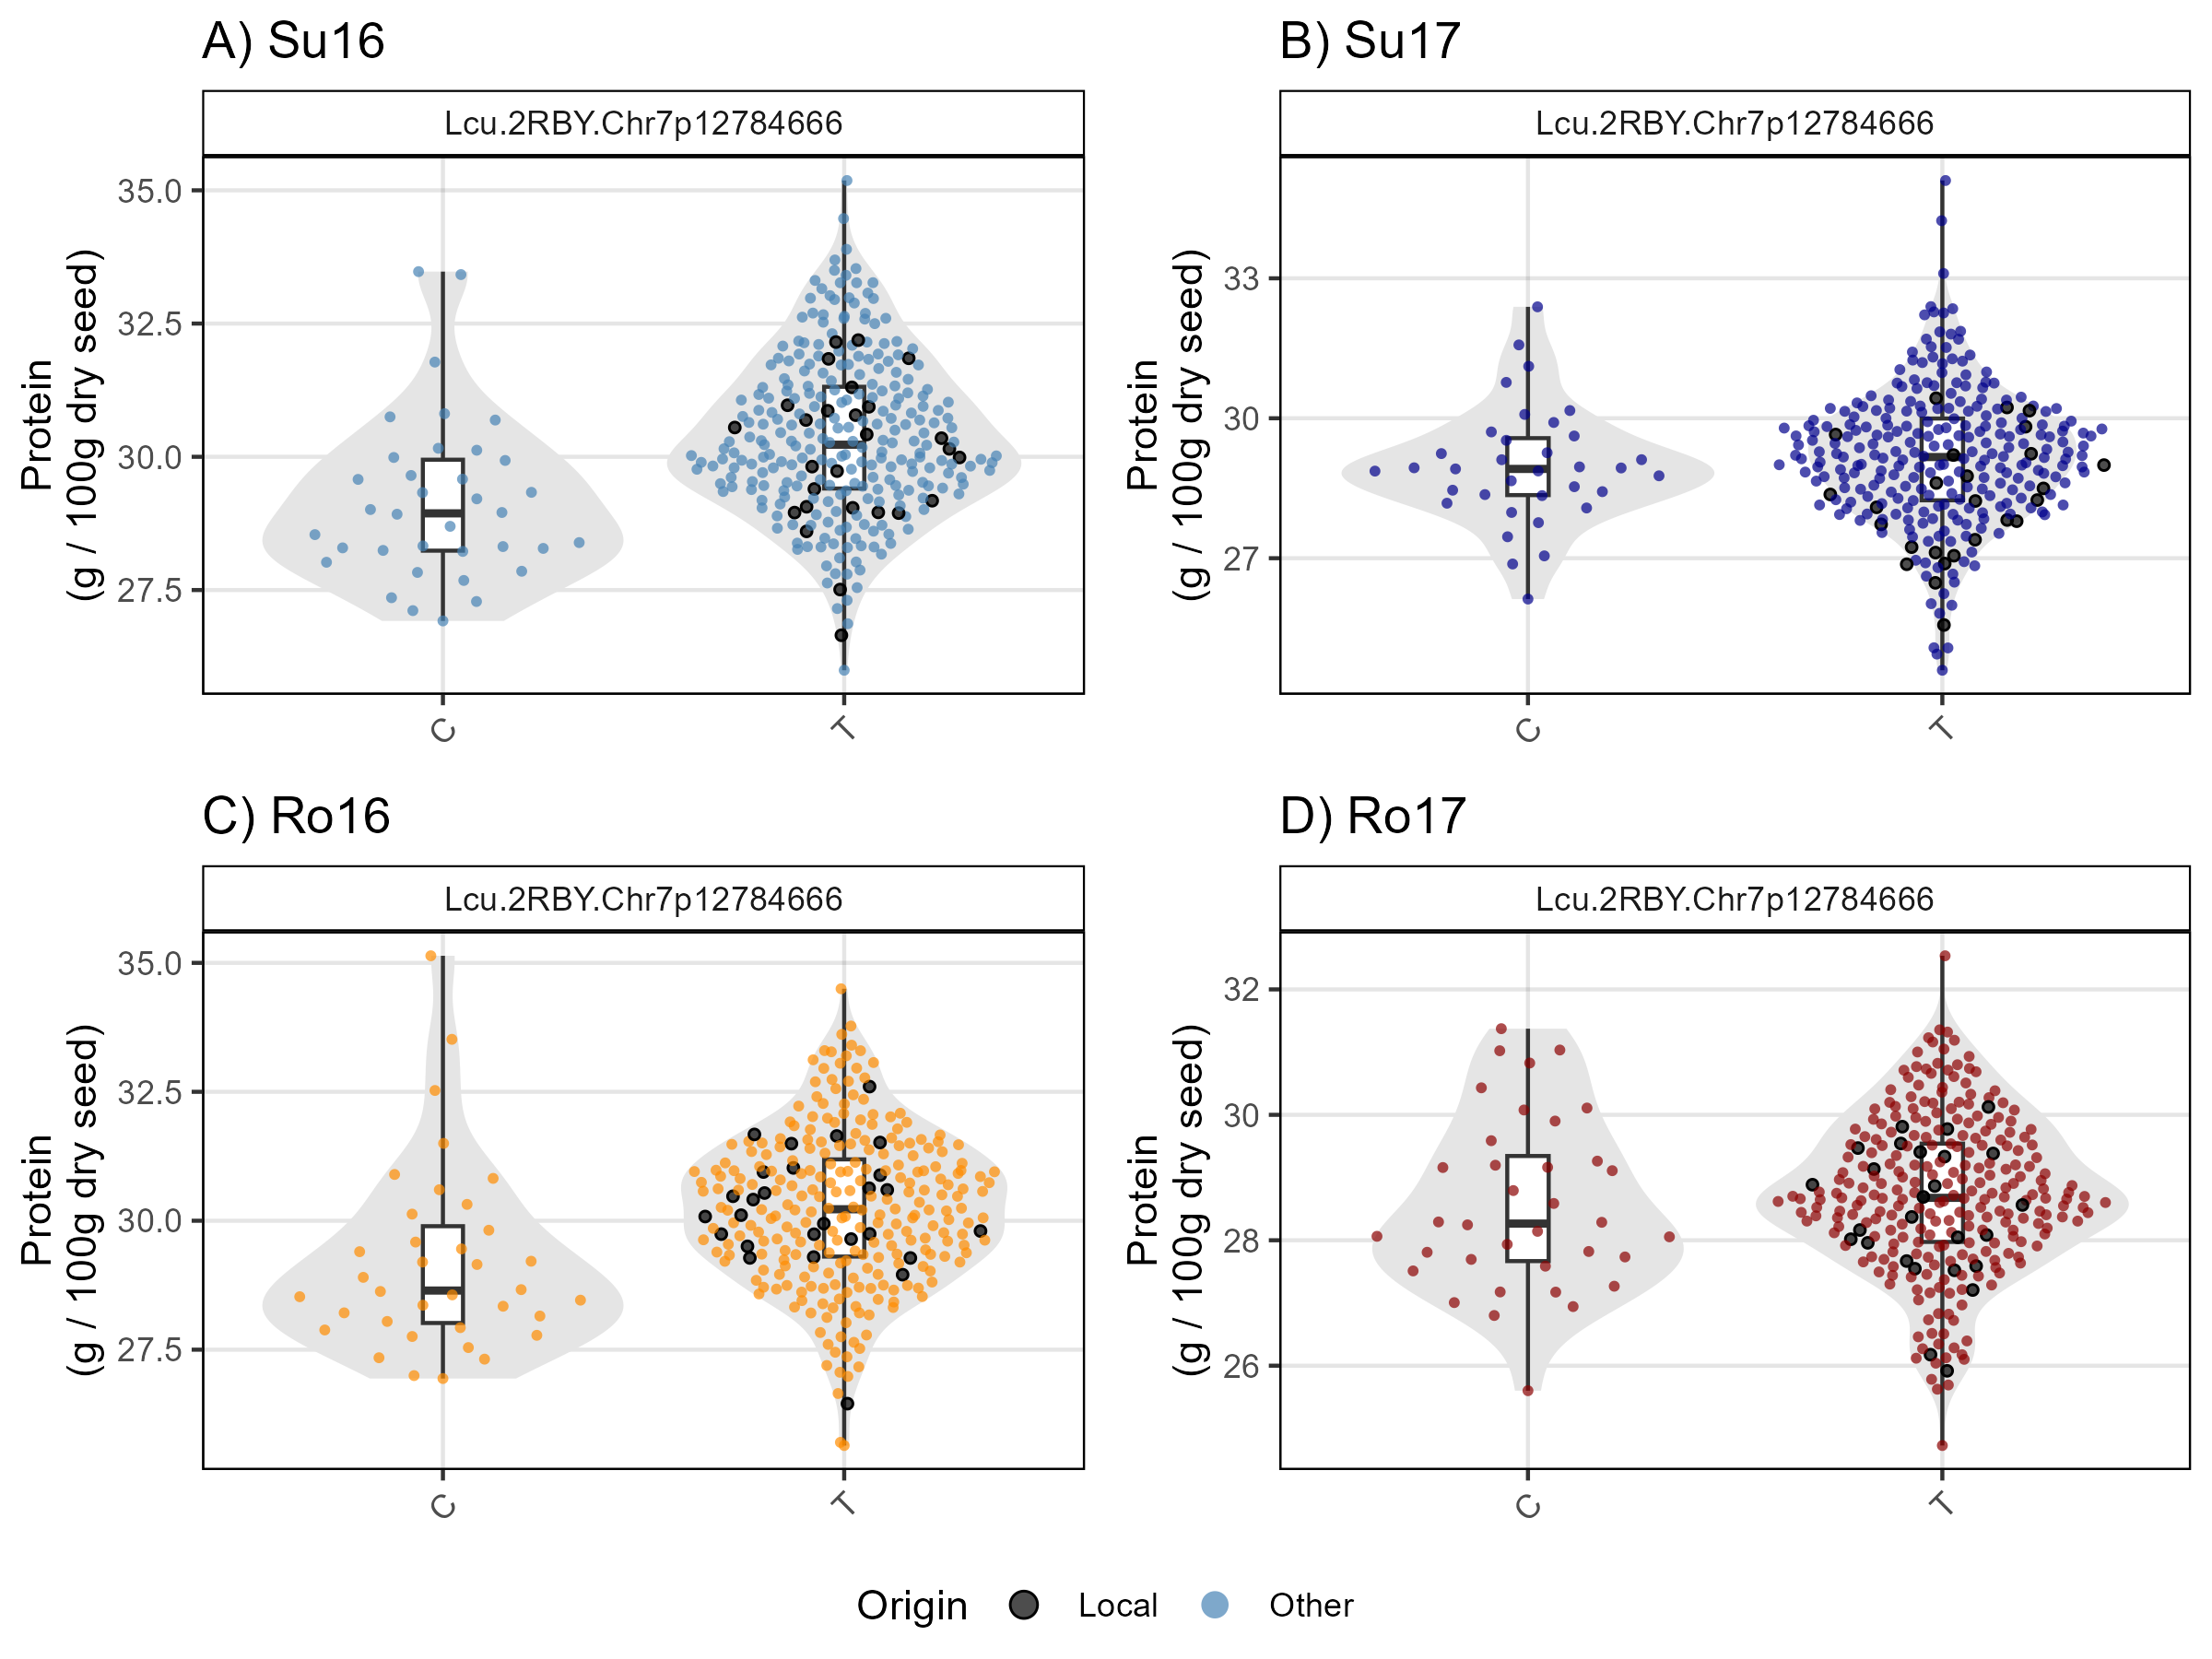 A) Su16
Lcu.2RBY.Chr7p12784666
Protein
(g / 100g dry seed)
35.0
32.5
30.0
27.5
C
T
B) Su17
Lcu.2RBY.Chr7p12784666
Protein
(g / 100g dry seed)
33
30
27
C
T
C) Ro16
Lcu.2RBY.Chr7p12784666
Protein
(g / 100g dry seed)
35.0
32.5
30.0
27.5
C
T
D) Ro17
Lcu.2RBY.Chr7p12784666
Protein
(g / 100g dry seed)
32
30
28
26
C
T
Origin Local Other